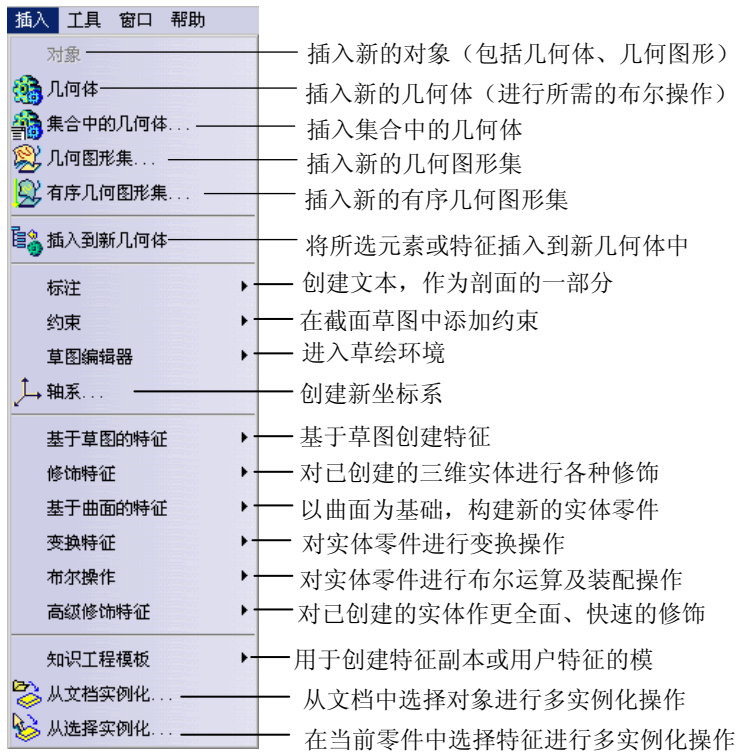 插入 工具 窗口 帮助
对象 插入新的对象（包括几何体、几何图形）
几何体 插入新的几何体（进行所需的布尔操作）
集合中的几何体... 插入集合中的几何体
几何图形集... 插入新的几何图形集
有序几何图形集... 插入新的有序几何图形集
插入到新几何体 将所选元素或特征插入到新几何体中
标注 创建文本，作为剖面的一部分
约束 在截面草图中添加约束
草图编辑器 进入草绘环境
轴系... 创建新坐标系
基于草图的特征 基于草图创建特征
修饰特征 对已创建的三维实体进行各种修饰
基于曲面的特征 以曲面为基础，构建新的实体零件
变换特征 对实体零件进行变换操作
布尔操作 对实体零件进行布尔运算及装配操作
高级修饰特征 对已创建的实体作更全面、快速的修饰
知识工程模板 用于创建特征副本或用户特征的模
从文档实例化... 从文档中选择对象进行多实例化操作
从选择实例化... 在当前零件中选择特征进行多实例化操作